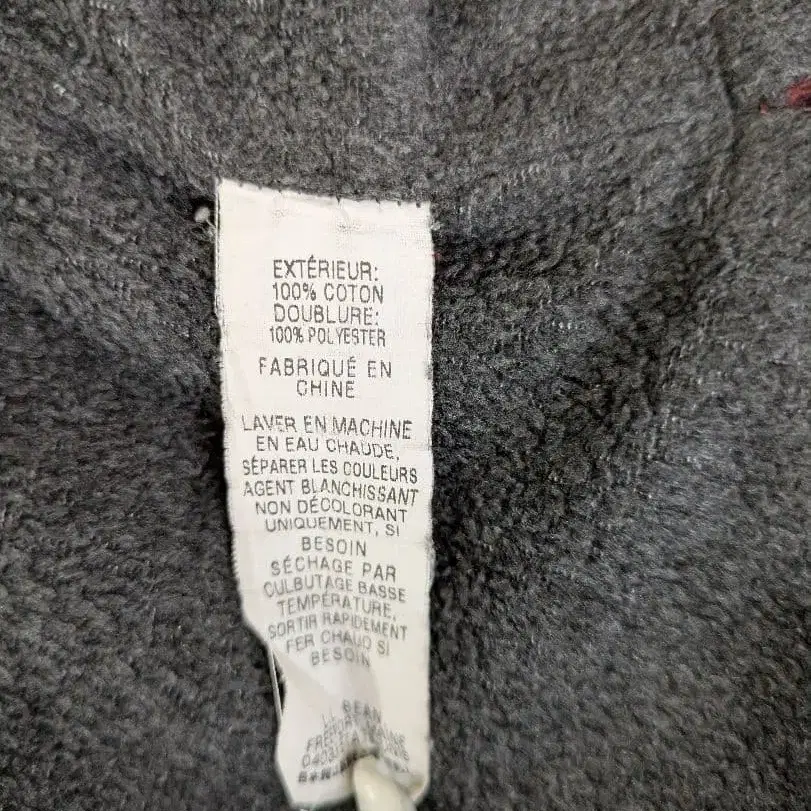 EXTÉRIEUR:
100% COTON
DOUBLURE:
100% POLYESTER
FABRIQUÉ EN
CHINE
LAVER EN MACHINE
EN EAU CHAUDE,
SÉPARER LES COULEURS
AGENT BLANCHISSANT
NON DÉCOLORANT
UNIQUEMENT, SI
BESOIN
SÉCHAGE PAR
CULBUTAGE BASSE
TEMPÉRATURE,
SORTIR RAPIDEMENT
FER CHAUD SI
BESOIN
BEAN